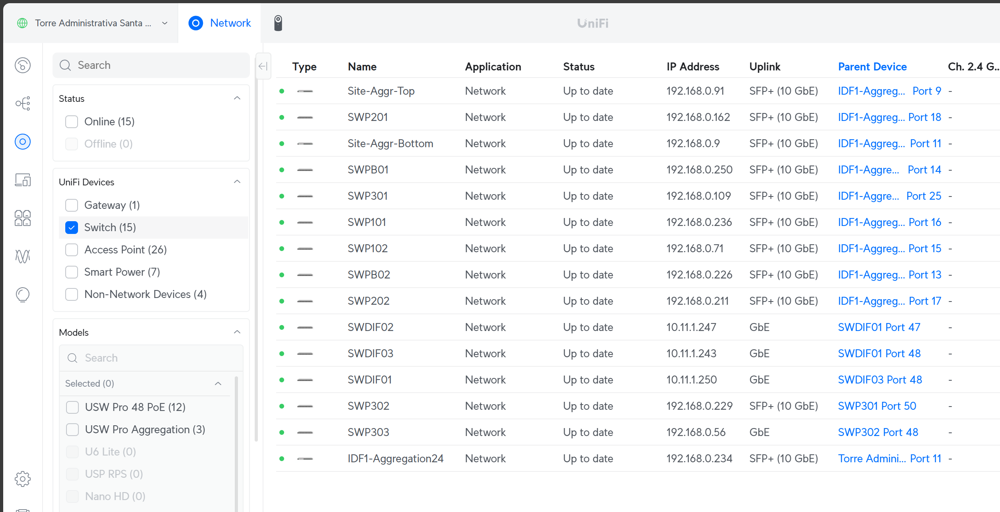 Torre Administrativa Santa ...
Network
UniFi
Search
Status
Online (15)
Offline (0)
UniFi Devices
Gateway (1)
Switch (15)
Access Point (26)
Smart Power (7)
Non-Network Devices (4)
Models
Search
Selected (0)
USW Pro 48 PoE (12)
USW Pro Aggregation (3)
U6 Lite (0)
USP RPS (0)
Nano HD (0)
Type Name Application Status IP Address Uplink Parent Device Ch. 2.4 G...
Site-Aggr-Top Network Up to date 192.168.0.91 SFP+ (10 GbE) IDF1-Aggreg... Port 9 -
SWP201 Network Up to date 192.168.0.162 SFP+ (10 GbE) IDF1-Aggreg... Port 18 -
Site-Aggr-Bottom Network Up to date 192.168.0.9 SFP+ (10 GbE) IDF1-Aggreg... Port 11 -
SWPB01 Network Up to date 192.168.0.250 SFP+ (10 GbE) IDF1-Aggre... Port 14 -
SWP301 Network Up to date 192.168.0.109 SFP+ (10 GbE) IDF1-Aggre... Port 25 -
SWP101 Network Up to date 192.168.0.236 SFP+ (10 GbE) IDF1-Aggreg... Port 16 -
SWP102 Network Up to date 192.168.0.71 SFP+ (10 GbE) IDF1-Aggreg... Port 15 -
SWPB02 Network Up to date 192.168.0.226 SFP+ (10 GbE) IDF1-Aggreg... Port 13 -
SWP202 Network Up to date 192.168.0.211 SFP+ (10 GbE) IDF1-Aggreg... Port 17 -
SWDIF02 Network Up to date 10.11.1.247 GbE SWDIF01 Port 47 -
SWDIF03 Network Up to date 10.11.1.243 GbE SWDIF01 Port 48 -
SWDIF01 Network Up to date 10.11.1.250 GbE SWDIF03 Port 48 -
SWP302 Network Up to date 192.168.0.229 SFP+ (10 GbE) SWP301 Port 50 -
SWP303 Network Up to date 192.168.0.56 GbE SWP302 Port 48 -
IDF1-Aggregation24 Network Up to date 192.168.0.234 SFP+ (10 GbE) Torre Admini... Port 11 -